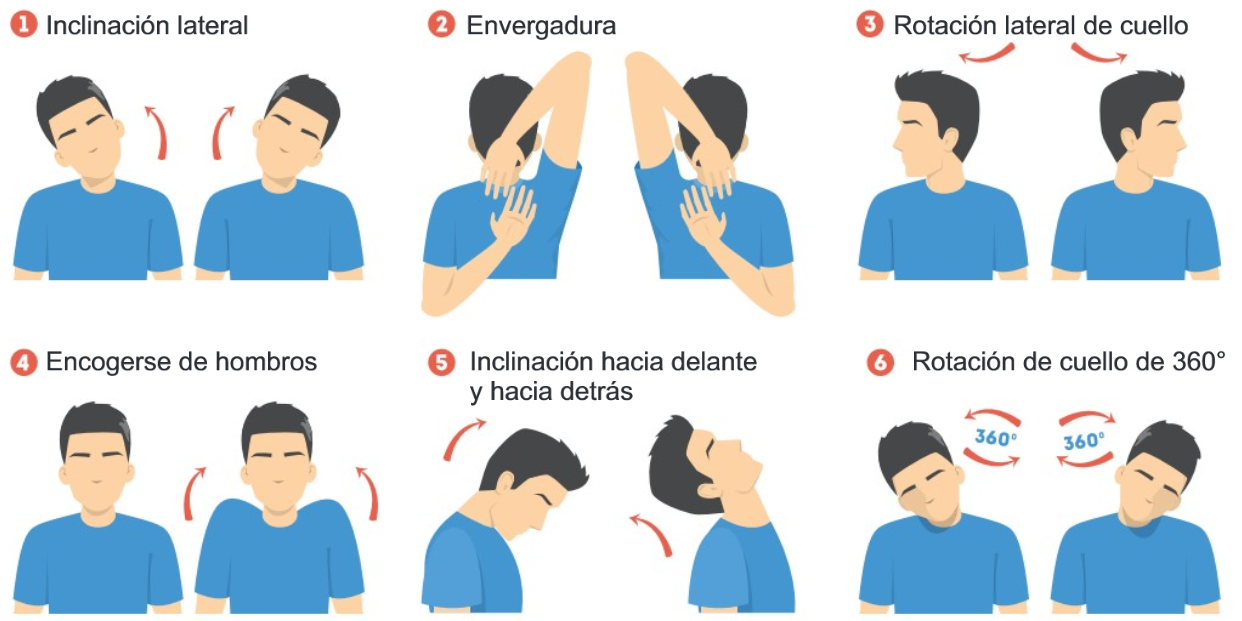 1 Inclinación lateral
2 Envergadura
3 Rotación lateral de cuello
4 Encogerse de hombros
5 Inclinación hacia delante
y hacia detrás
6 Rotación de cuello de 360°
360°
360°